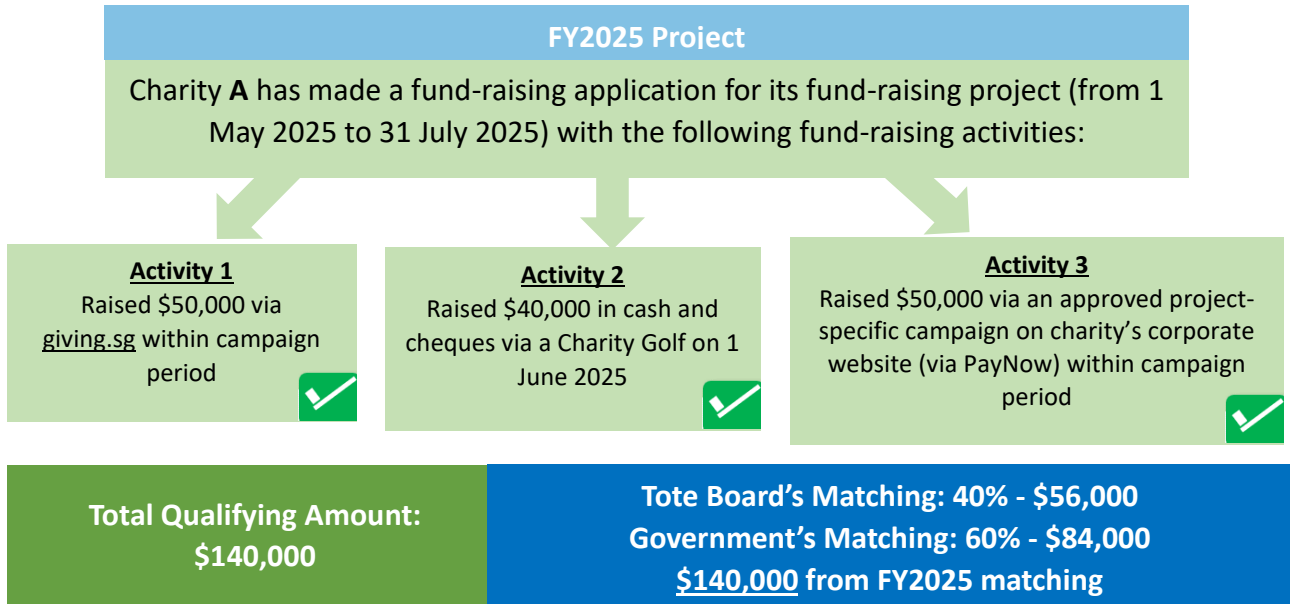 FY2025 Project
Charity A has made a fund-raising application for its fund-raising project (from 1
May 2025 to 31 July 2025) with the following fund-raising activities:
Activity 1
Raised $50,000 via
giving.sg within campaign
period
Activity 2
Raised $40,000 in cash and
cheques via a Charity Golf on 1
June 2025
Activity 3
Raised $50,000 via an approved project-
specific campaign on charity’s corporate
website (via PayNow) within campaign
period
Total Qualifying Amount:
$140,000
Tote Board’s Matching: 40% - $56,000
Government’s Matching: 60% - $84,000
$140,000 from FY2025 matching